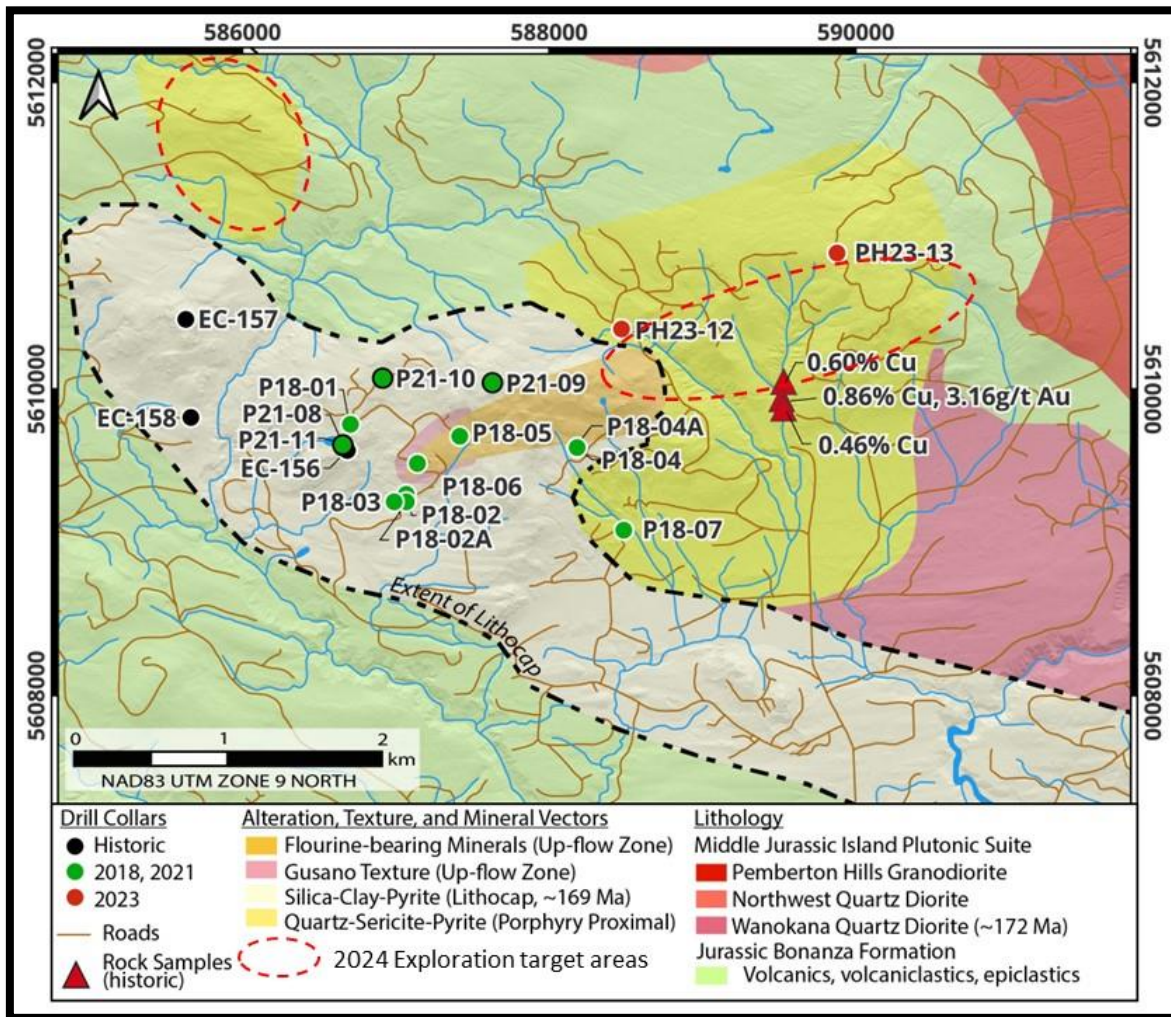 586000
588000
590000
5612000
5612000
PH23-13
EC-157
PH23-12
5610000
5610000
P18-01
P21-10
P21-09
0.60% Cu
P21-08
0.86% Cu, 3.16g/t Au
EC-158
P21-11
P18-05
P18-04A
EC-156
P18-04
0.46% Cu
P18-06
P18-03
P18-02
P18-07
P18-02A
Extent of Lithocap
5608000
5608000
0 1 2
km
NAD83 UTM ZONE 9 NORTH
Drill Collars
Historic
2018, 2021
2023
Roads
Rock Samples
(historic)
Alteration, Texture, and Mineral Vectors
Flourine-bearing Minerals (Up-flow Zone)
Gusano Texture (Up-flow Zone)
Silica-Clay-Pyrite (Lithocap, ~169 Ma)
Quartz-Sericite-Pyrite (Porphyry Proximal)
2024 Exploration target areas
Lithology
Middle Jurassic Island Plutonic Suite
Pemberton Hills Granodiorite
Northwest Quartz Diorite
Wanokana Quartz Diorite (~172 Ma)
Jurassic Bonanza Formation
Volcanics, volcaniclastics, epiclastics